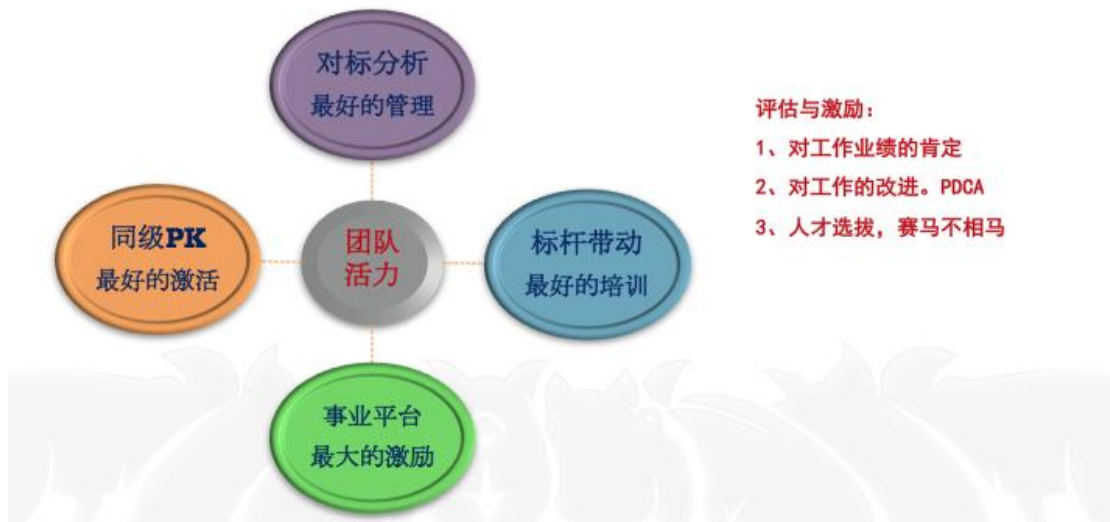 对标分析
最好的管理
同级PK
最好的激活
团队
活力
标杆带动
最好的培训
事业平台
最大的激励
评估与激励：
1、对工作业绩的肯定
2、对工作的改进。PDCA
3、人才选拔，赛马不相马